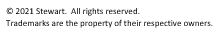 © 2021 Stewart. All rights reserved.
Trademarks are the property of their respective owners.